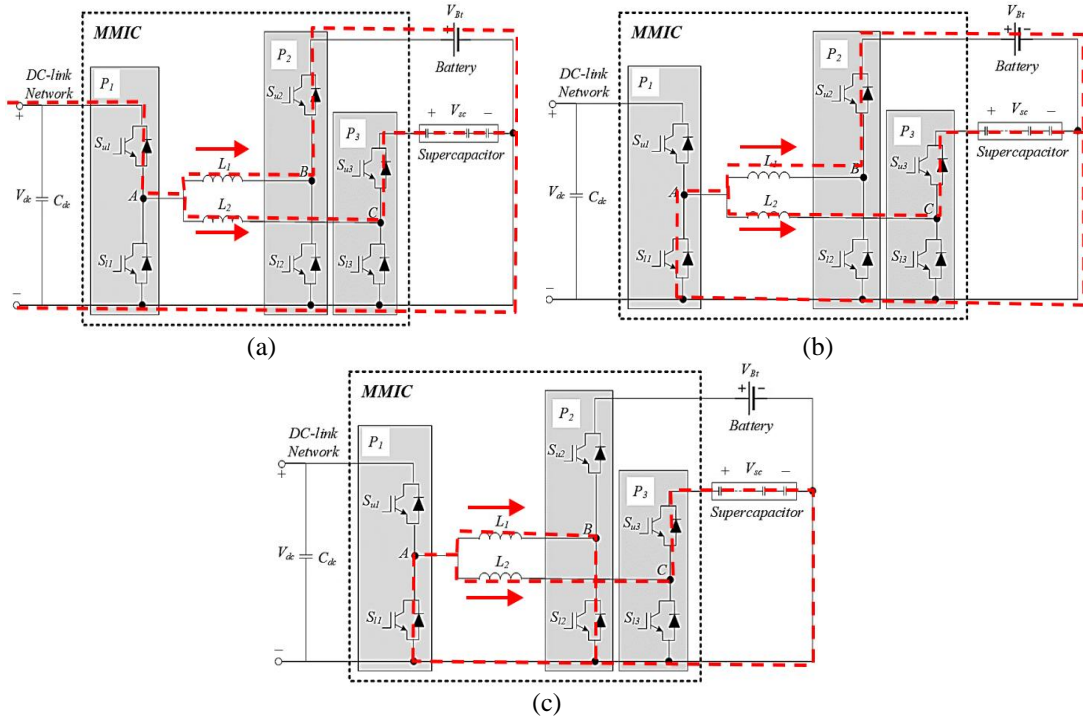 V_Bt
MMIC
+
P_1
P_2
DC-link
Network
Battery
S_u2
+
P_3
+ V_sc −
S_u1
S_u3
Supercapacitor
L_1
B
V_dc
C_dc
A
L_2
C
S_l1
S_l2
S_l3
−
(a)
V_Bt
MMIC
+ −
P_1
P_2
DC-link
Network
Battery
S_u2
+
P_3
+ V_sc −
S_u1
S_u3
Supercapacitor
L_1
B
V_dc
C_dc
A
L_2
C
S_l1
S_l2
S_l3
−
(b)
V_Bt
MMIC
+ −
P_1
P_2
DC-link
Network
Battery
S_u2
+
P_3
+ V_sc −
S_u1
S_u3
Supercapacitor
L_1
B
V_dc
C_dc
A
L_2
C
S_l1
S_l2
S_l3
−
(c)